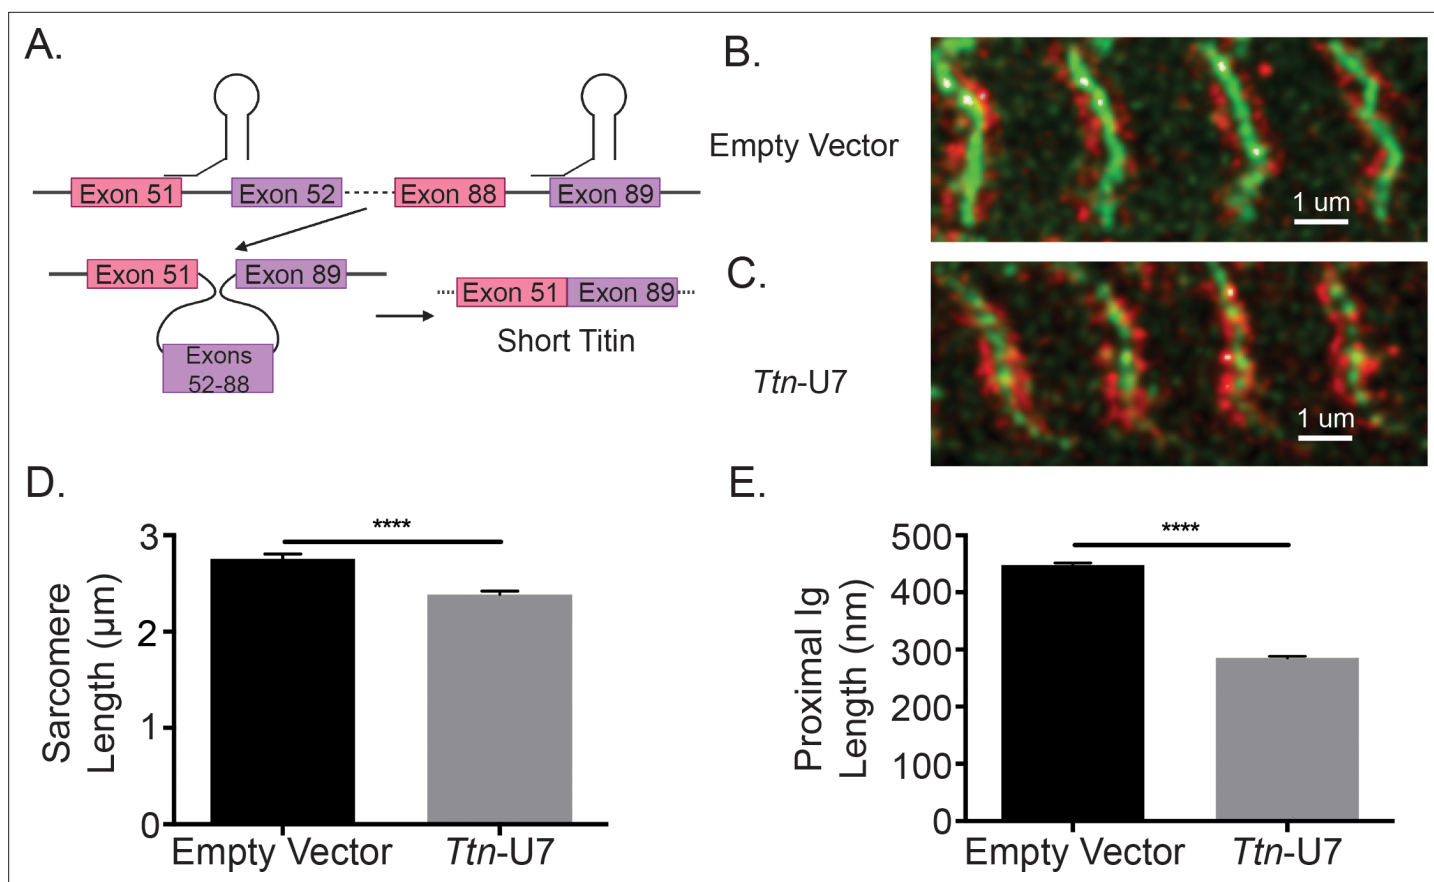 A.
Exon 51
Exon 52
Exon 88
Exon 89
Exon 51
Exon 89
Exons
52-88
Exon 51
Exon 89
Short Titin
B.
Empty Vector
1 um
C.
Ttn-U7
1 um
D.
****
Sarcomere
Length (μm)
3
2
1
0
Empty Vector
Ttn-U7
E.
****
Proximal Ig
Length (nm)
500
400
300
200
100
0
Empty Vector
Ttn-U7